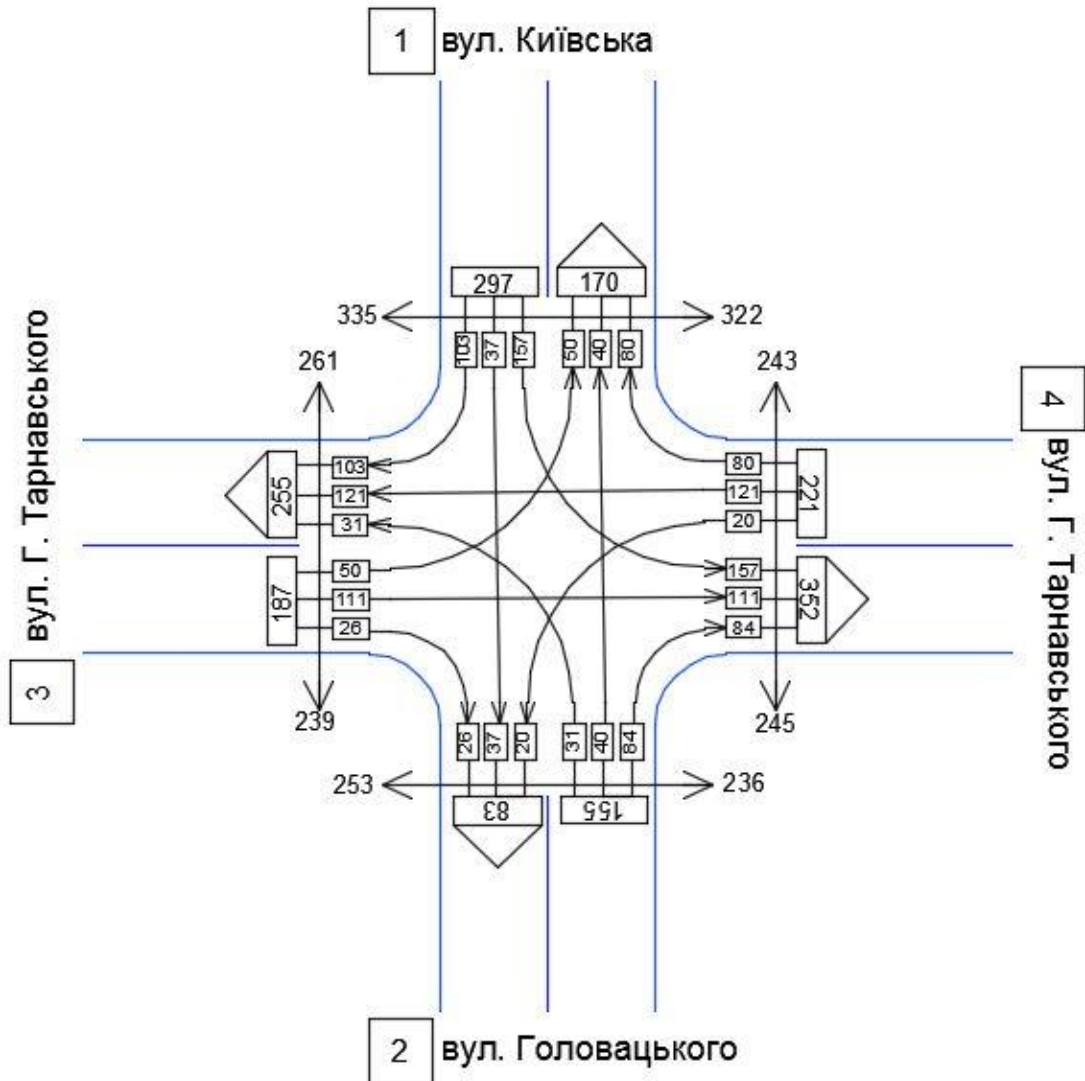 1 вул. Київська
297 170
335 322
103 37 157 50 40 80
261 243
вул. Г. Тарнавського
3
4
вул. Г. Тарнавського
103 80
255 121 121 221
31 20
50 157
187 111 111 352
26 84
239 245
26 37 20 31 40 84
253 236
83 155
2 вул. Головацького